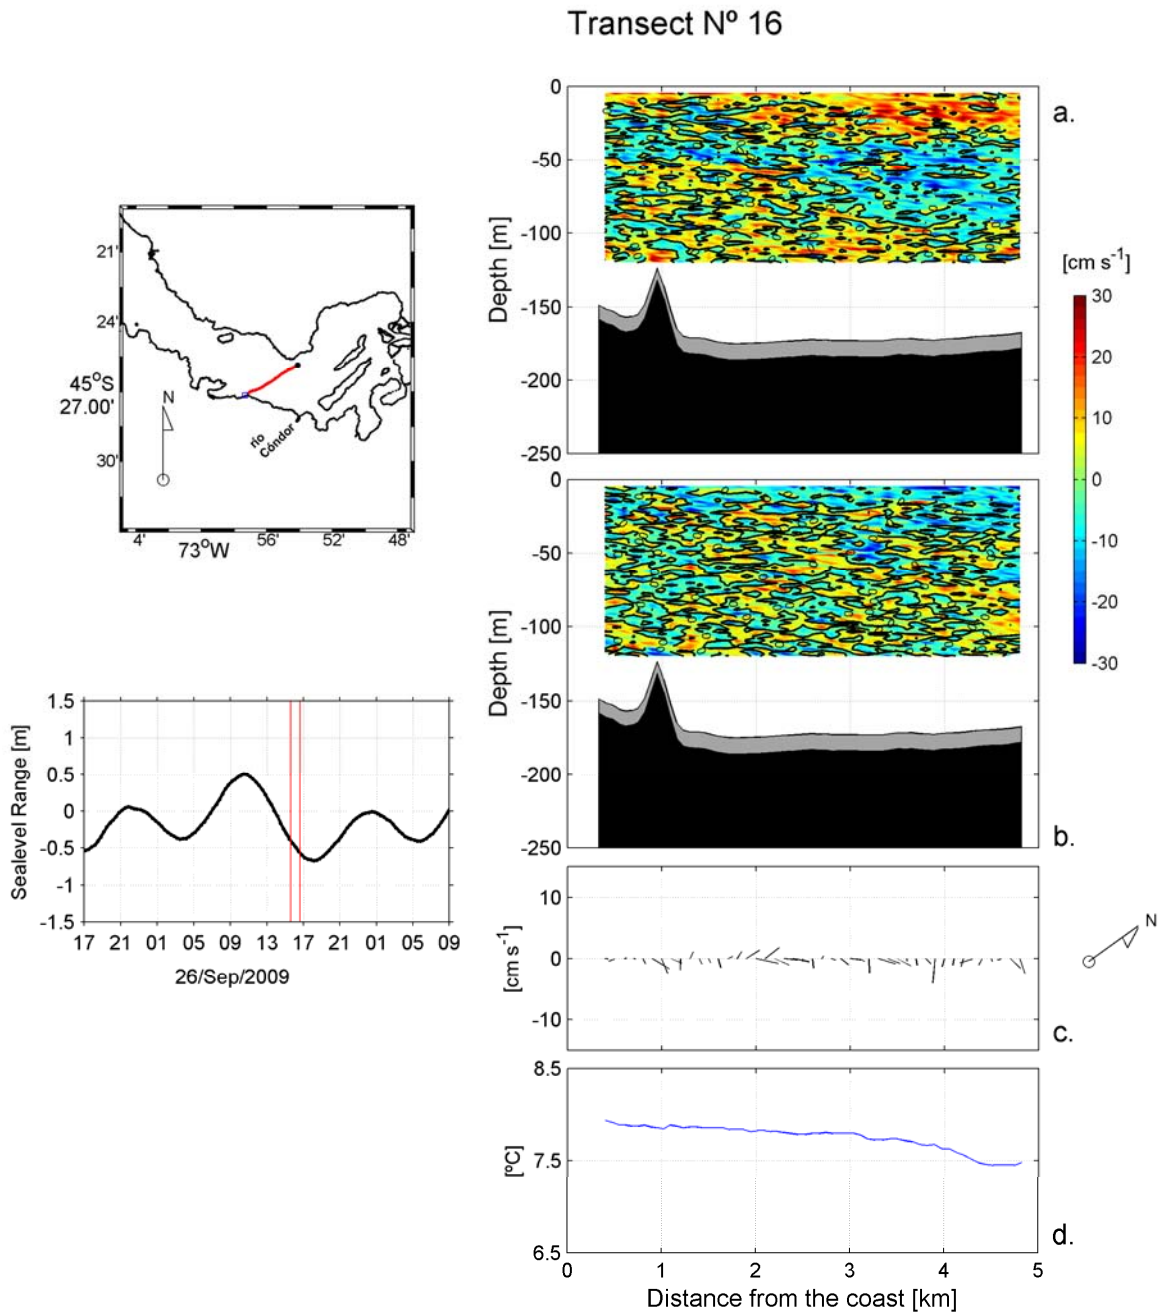 Transect Nº 16
21'
24'
45°S
27.00'
30'
N
río
Cóndor
4'
73°W
56'
52'
48'
Depth [m]
0
-50
-100
-150
-200
-250
a.
[cm s⁻¹]
30
20
10
0
-10
-20
-30
Depth [m]
0
-50
-100
-150
-200
-250
b.
Sealevel Range [m]
1.5
1
0.5
0
-0.5
-1
-1.5
17 21 01 05 09 13 17 21 01 05 09
26/Sep/2009
[cm s⁻¹]
10
0
-10
N
c.
[ºC]
8.5
7.5
6.5
d.
0 1 2 3 4 5
Distance from the coast [km]